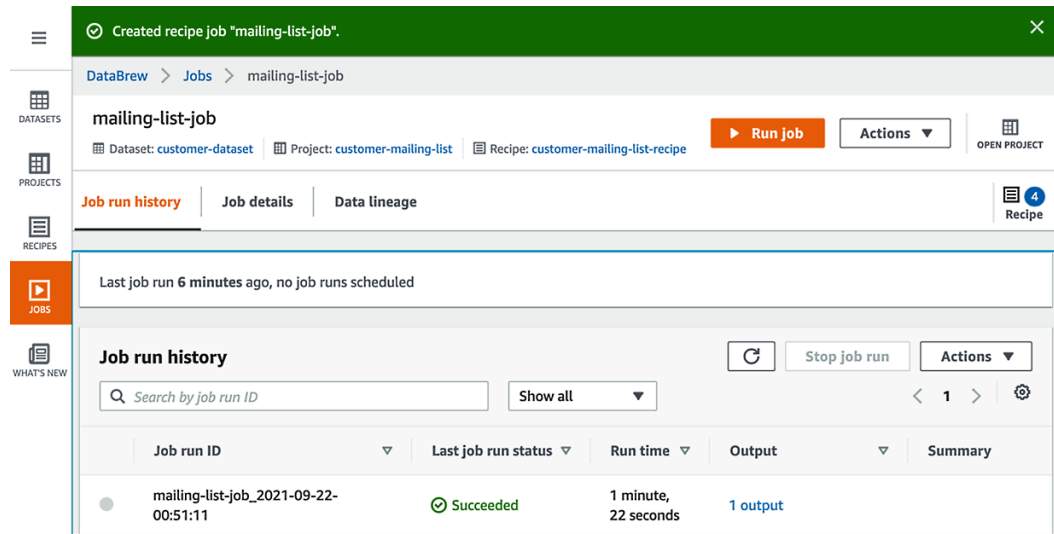 Created recipe job "mailing-list-job".
DataBrew > Jobs > mailing-list-job
mailing-list-job
Run job
Actions
OPEN PROJECT
Dataset: customer-dataset
Project: customer-mailing-list
Recipe: customer-mailing-list-recipe
Job run history
Job details
Data lineage
4
Recipe
DATASETS
PROJECTS
RECIPES
JOBS
WHAT'S NEW
Last job run 6 minutes ago, no job runs scheduled
Job run history
Stop job run
Actions
Search by job run ID
Show all
1
Job run ID
Last job run status
Run time
Output
Summary
mailing-list-job_2021-09-22-
00:51:11
Succeeded
1 minute,
22 seconds
1 output